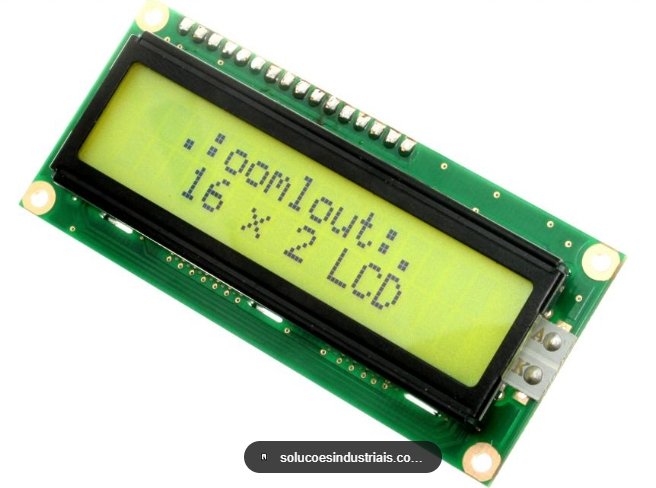 .:oomlout:.
16 x 2 LCD
A
K
solucoesindustriais.co...